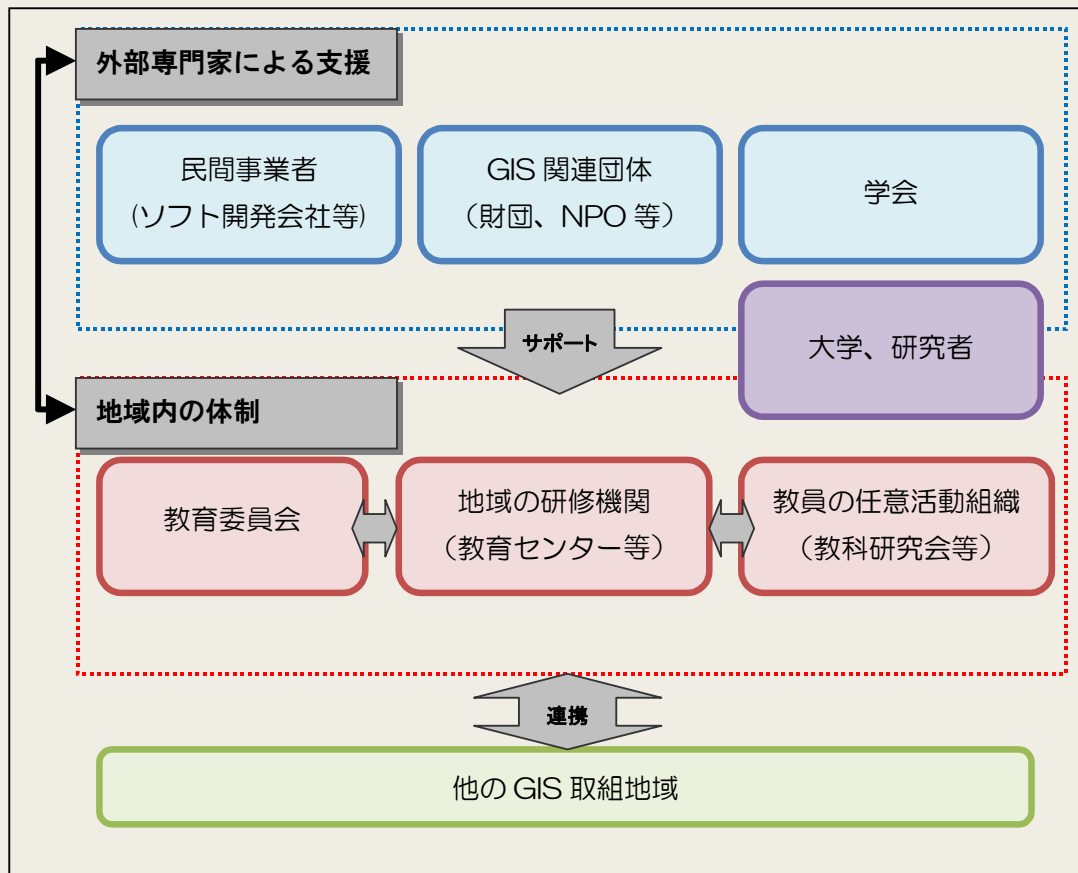 外部専門家による支援
民間事業者
(ソフト開発会社等)
GIS 関連団体
（財団、NPO 等）
学会
大学、研究者
サポート
地域内の体制
教育委員会
地域の研修機関
（教育センター等）
教員の任意活動組織
（教科研究会等）
連携
他の GIS 取組地域